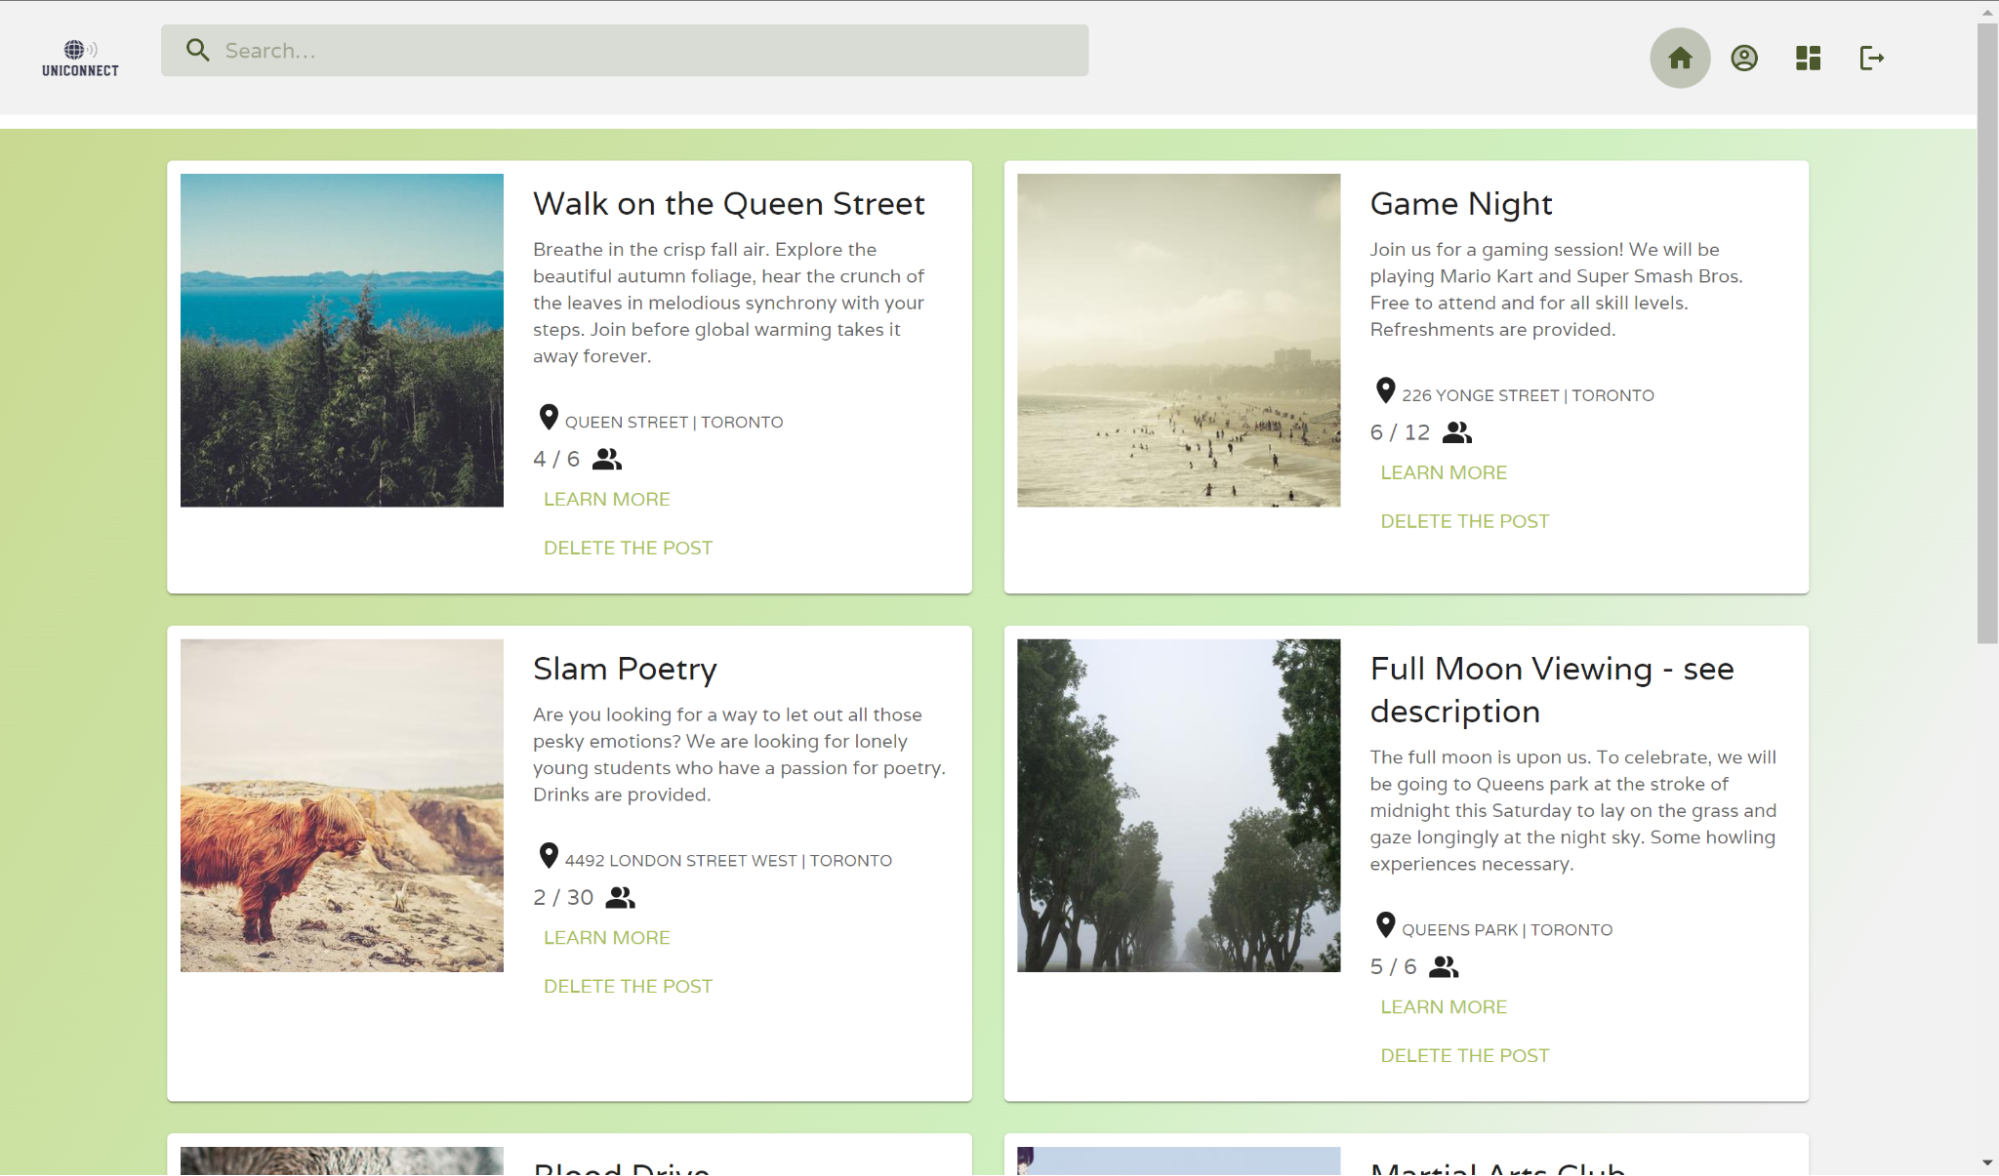 UNICONNECT
Search...
Walk on the Queen Street
Breathe in the crisp fall air. Explore the
beautiful autumn foliage, hear the crunch of
the leaves in melodious synchrony with your
steps. Join before global warming takes it
away forever.
QUEEN STREET | TORONTO
4 / 6
LEARN MORE
DELETE THE POST
Game Night
Join us for a gaming session! We will be
playing Mario Kart and Super Smash Bros.
Free to attend and for all skill levels.
Refreshments are provided.
226 YONGE STREET | TORONTO
6 / 12
LEARN MORE
DELETE THE POST
Slam Poetry
Are you looking for a way to let out all those
pesky emotions? We are looking for lonely
young students who have a passion for poetry.
Drinks are provided.
4492 LONDON STREET WEST | TORONTO
2 / 30
LEARN MORE
DELETE THE POST
Full Moon Viewing - see
description
The full moon is upon us. To celebrate, we will
be going to Queens park at the stroke of
midnight this Saturday to lay on the grass and
gaze longingly at the night sky. Some howling
experiences necessary.
QUEENS PARK | TORONTO
5 / 6
LEARN MORE
DELETE THE POST
Blood Drive
Martial Arts Club